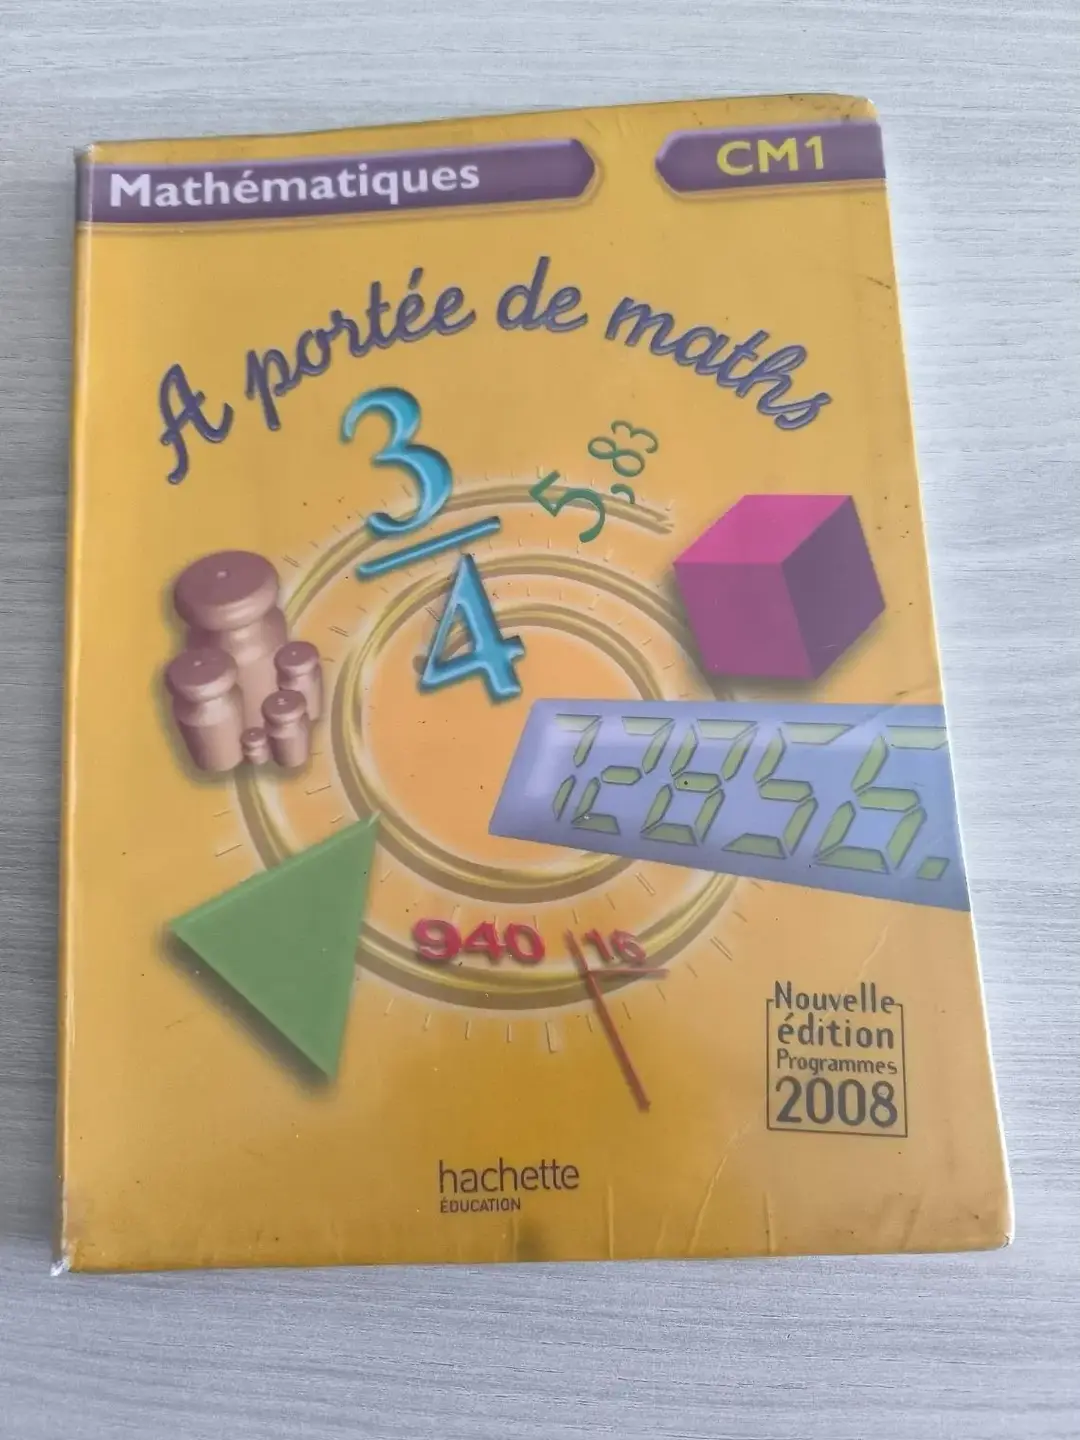 Mathématiques
CM1
A portée de maths
3
4
5,83
12856.
940 16
Nouvelle
édition
Programmes
2008
hachette
ÉDUCATION